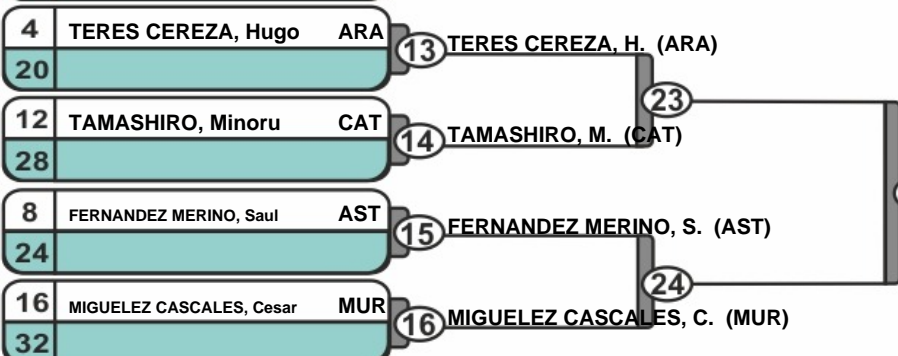 4 TERES CEREZA, Hugo ARA
20
13 TERES CEREZA, H. (ARA)
23
12 TAMASHIRO, Minoru CAT
28
14 TAMASHIRO, M. (CAT)
8 FERNANDEZ MERINO, Saul AST
24
15 FERNANDEZ MERINO, S. (AST)
24
16 MIGUELEZ CASCALES, Cesar MUR
32
16 MIGUELEZ CASCALES, C. (MUR)